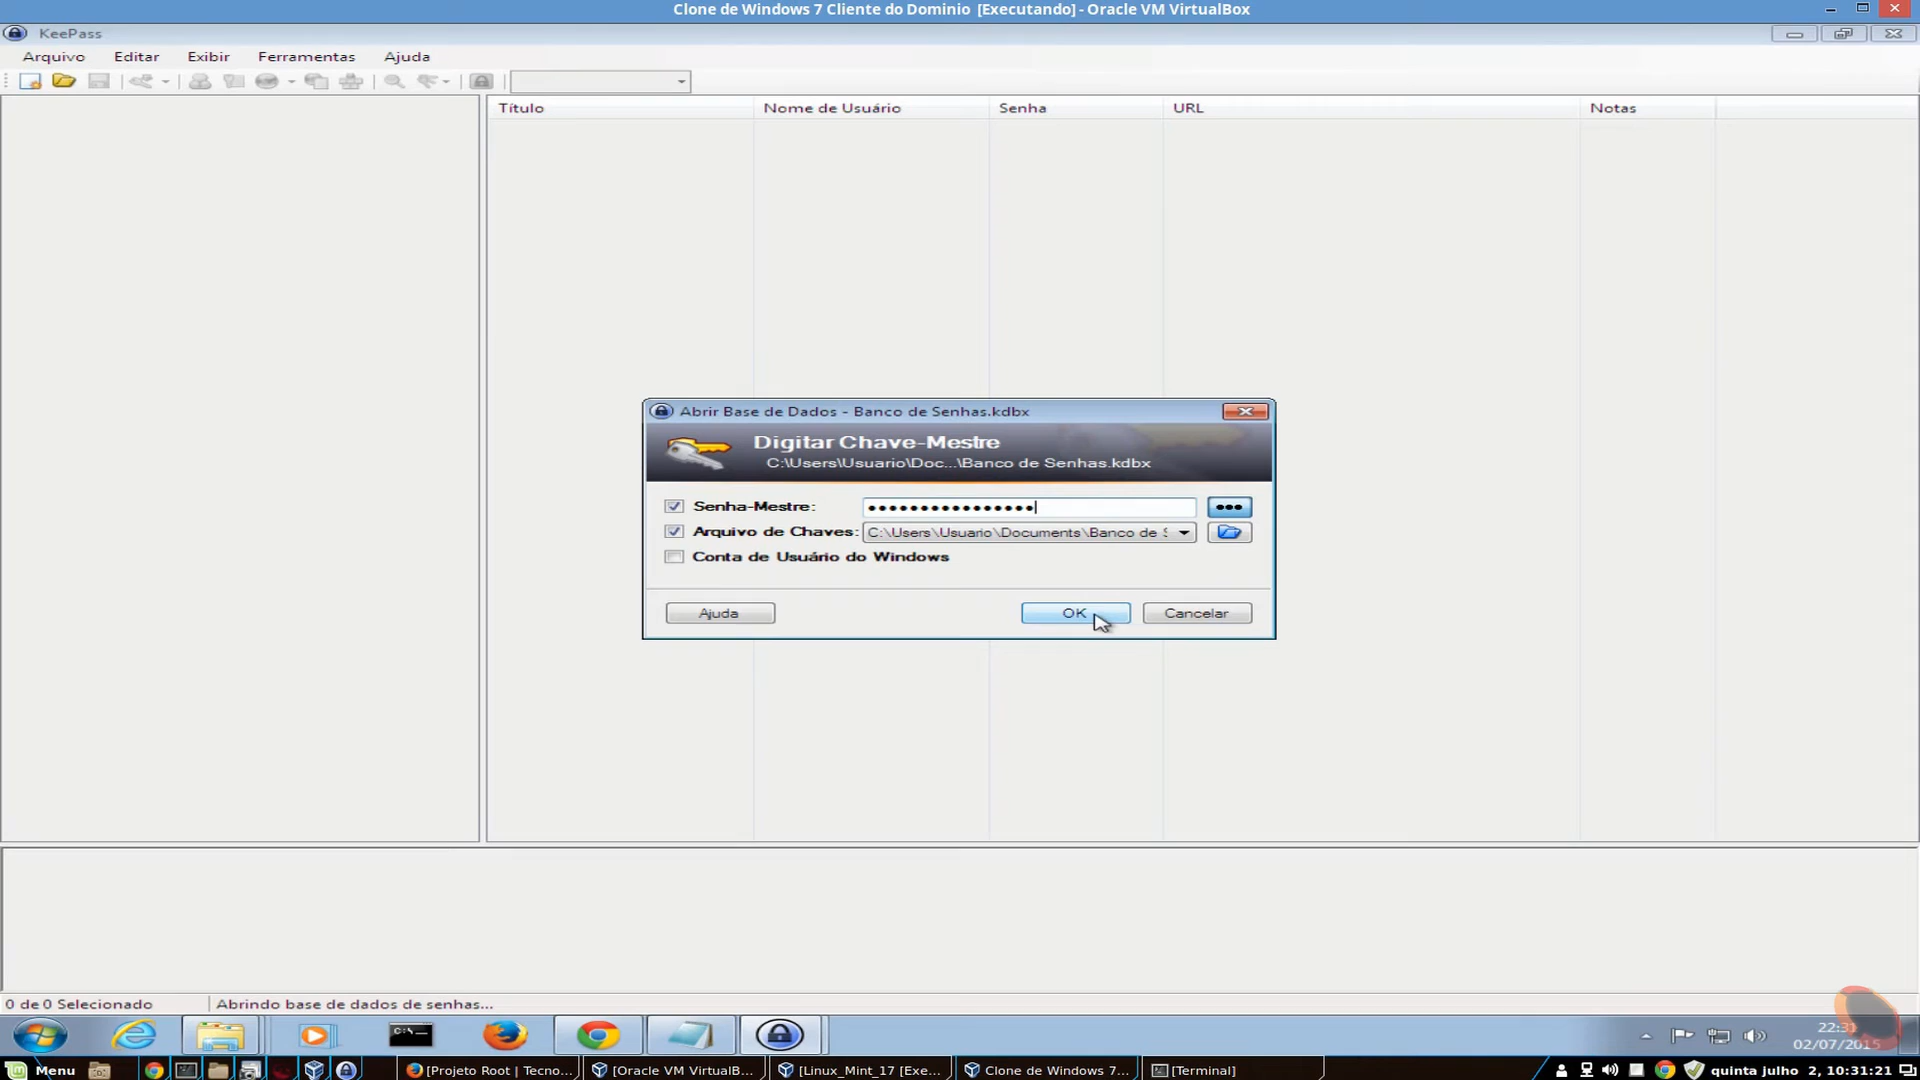 Clone de Windows 7 Cliente do Dominio [Executando] - Oracle VM VirtualBox
KeePass
Arquivo Editar Exibir Ferramentas Ajuda
Título Nome de Usuário Senha URL Notas
Abrir Base de Dados - Banco de Senhas.kdbx
Digitar Chave-Mestre
C:\Users\Usuario\Doc...\Banco de Senhas.kdbx
Senha-Mestre: ••••••••••••••••
Arquivo de Chaves: C:\Users\Usuario\Documents\Banco de
Conta de Usuário do Windows
Ajuda OK Cancelar
0 de 0 Selecionado Abrindo base de dados de senhas...
C:\
22:31
02/07/2015
Menu [Projeto Root | Tecno... [Oracle VM VirtualB... [Linux_Mint_17 [Exe... Clone de Windows 7... [Terminal] quinta julho 2, 10:31:21